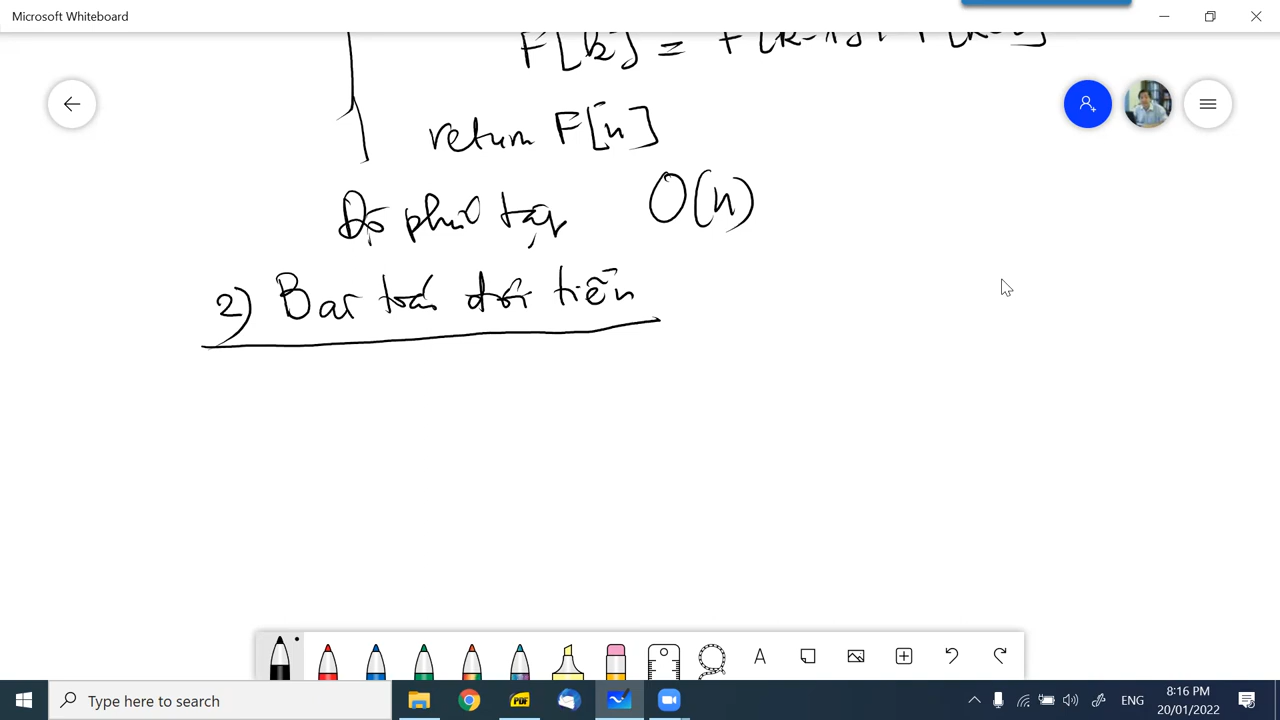 Microsoft Whiteboard
F[k] = F[k-1] + F[k-2]
return F[n]
Độ phức tạp O(n)
2) Bài toán đổi tiền
A
Type here to search
PDF
ENG
8:16 PM
20/01/2022